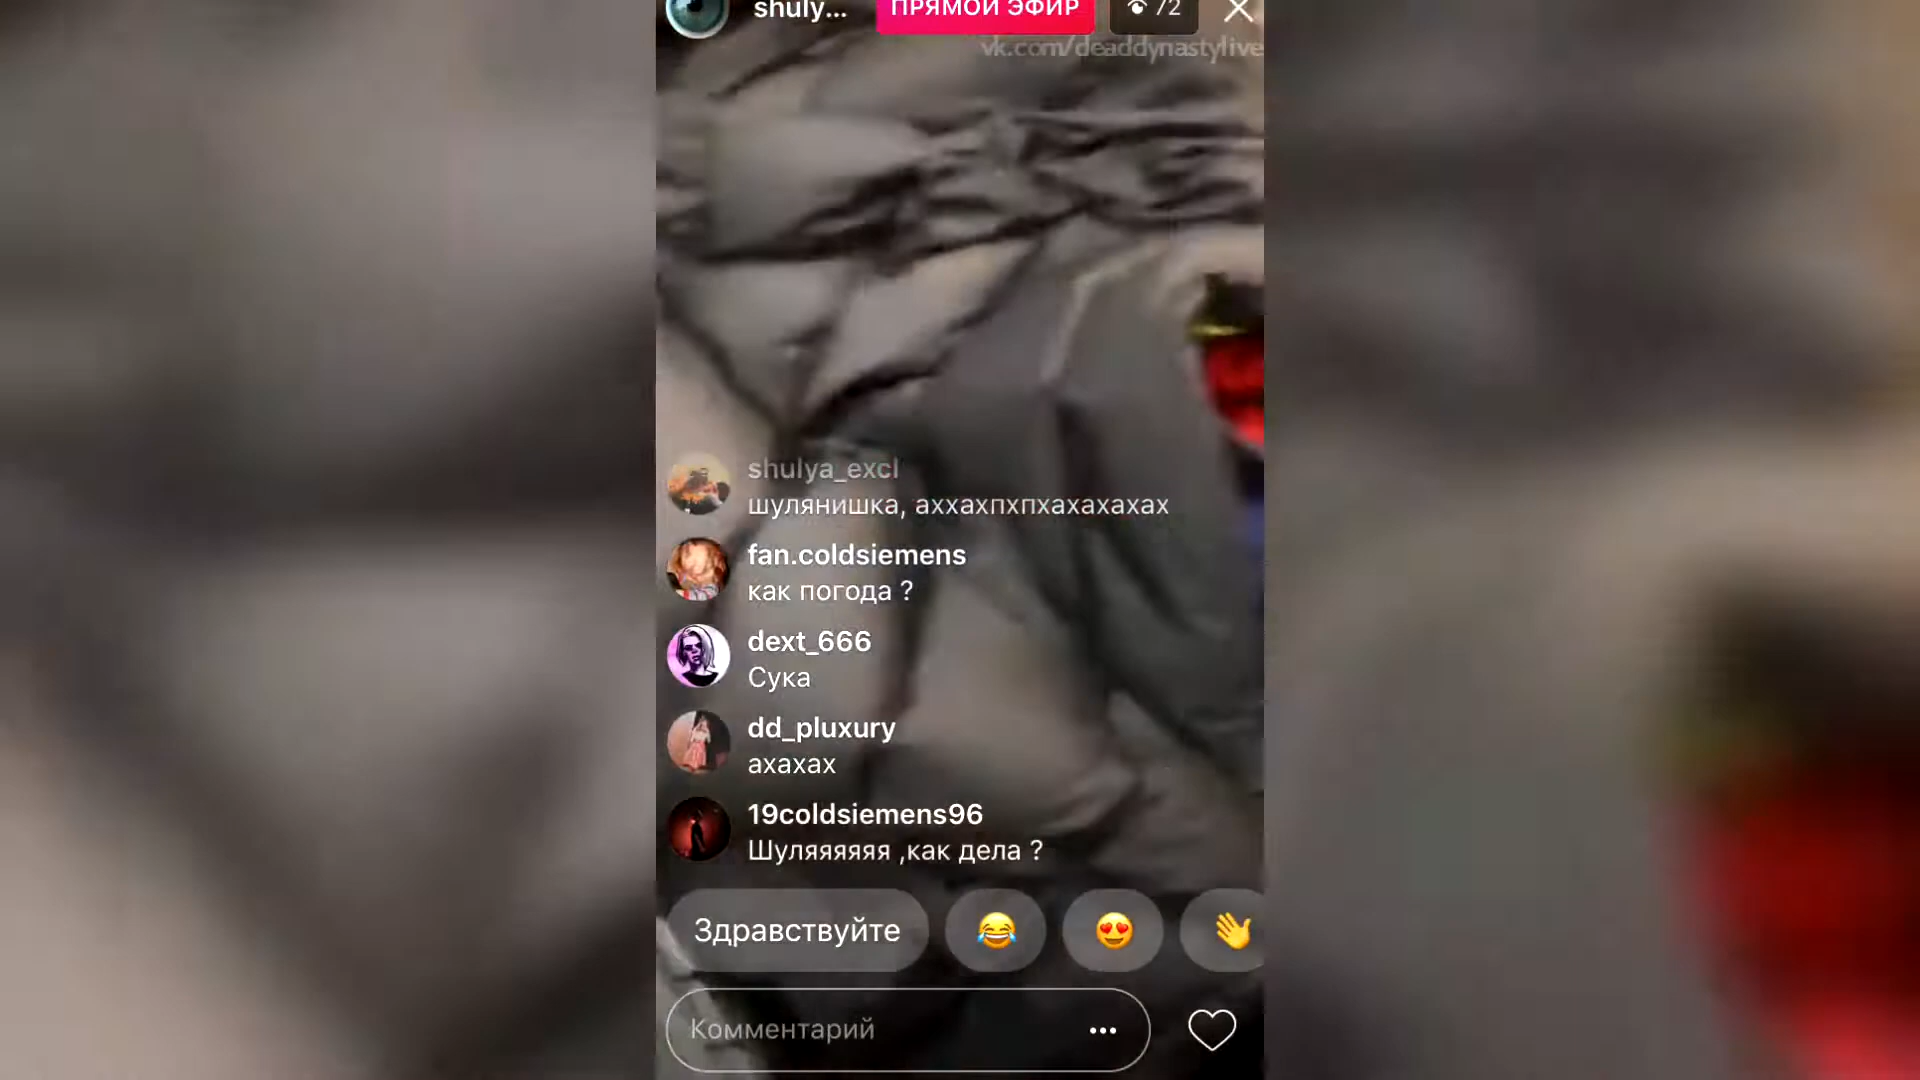 shuly...
ПРЯМОЙ ЭФИР
72
vk.com/deaddynastylive
shulya_excl
шулянишка, аххахпхпхахахахах
fan.coldsiemens
как погода ?
dext_666
Сука
dd_pluxury
ахахах
19coldsiemens96
Шуляяяяяя ,как дела ?
Здравствуйте
Комментарий